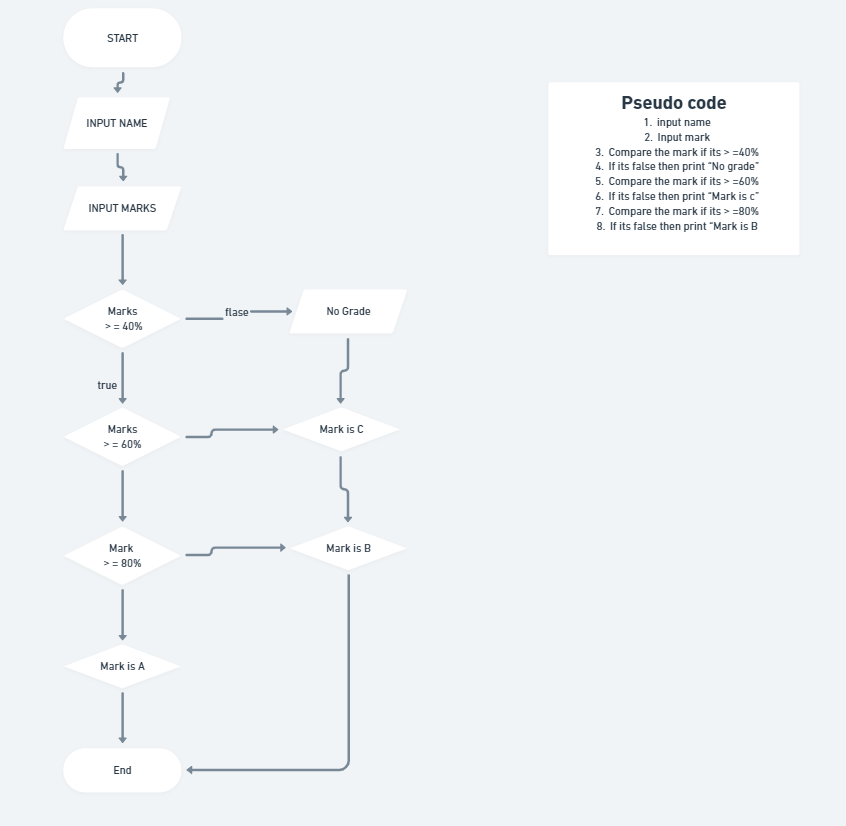 START
INPUT NAME
INPUT MARKS
Marks
> = 40%
flase
No Grade
true
Marks
> = 60%
Mark is C
Mark
> = 80%
Mark is B
Mark is A
End
Pseudo code
1. input name
2. Input mark
3. Compare the mark if its > =40%
4. If its false then print “No grade”
5. Compare the mark if its > =60%
6. If its false then print “Mark is c”
7. Compare the mark if its > =80%
8. If its false then print “Mark is B